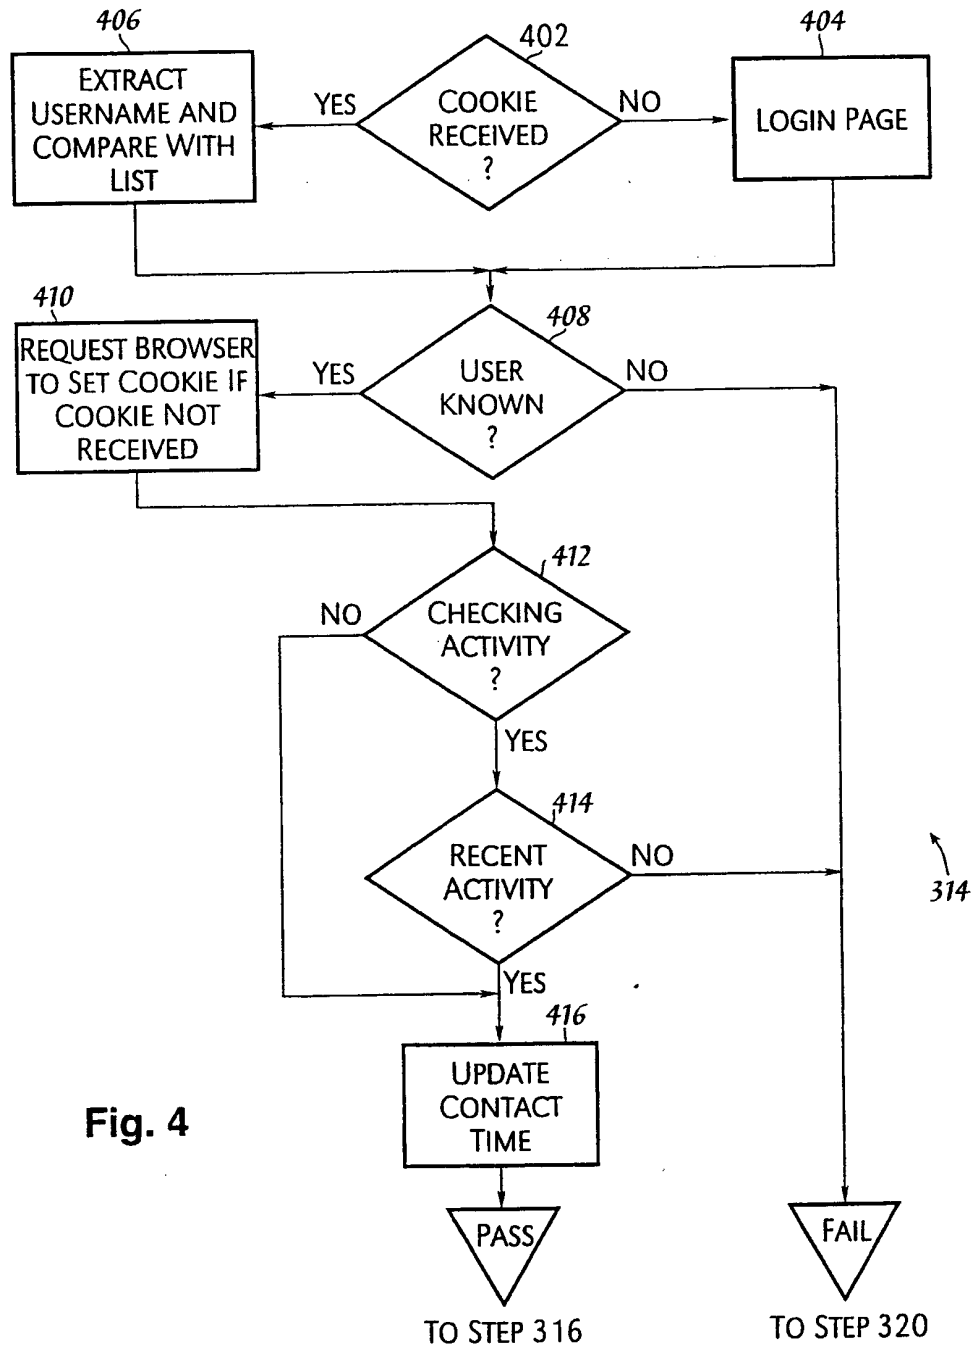 406
402
404
EXTRACT
USERNAME AND
COMPARE WITH
LIST
YES
COOKIE
RECEIVED
?
NO
LOGIN PAGE
410
408
REQUEST BROWSER
TO SET COOKIE IF
COOKIE NOT
RECEIVED
YES
USER
KNOWN
?
NO
412
NO
CHECKING
ACTIVITY
?
YES
414
RECENT
ACTIVITY
?
NO
314
YES
416
UPDATE
CONTACT
TIME
Fig. 4
PASS
FAIL
TO STEP 316
TO STEP 320